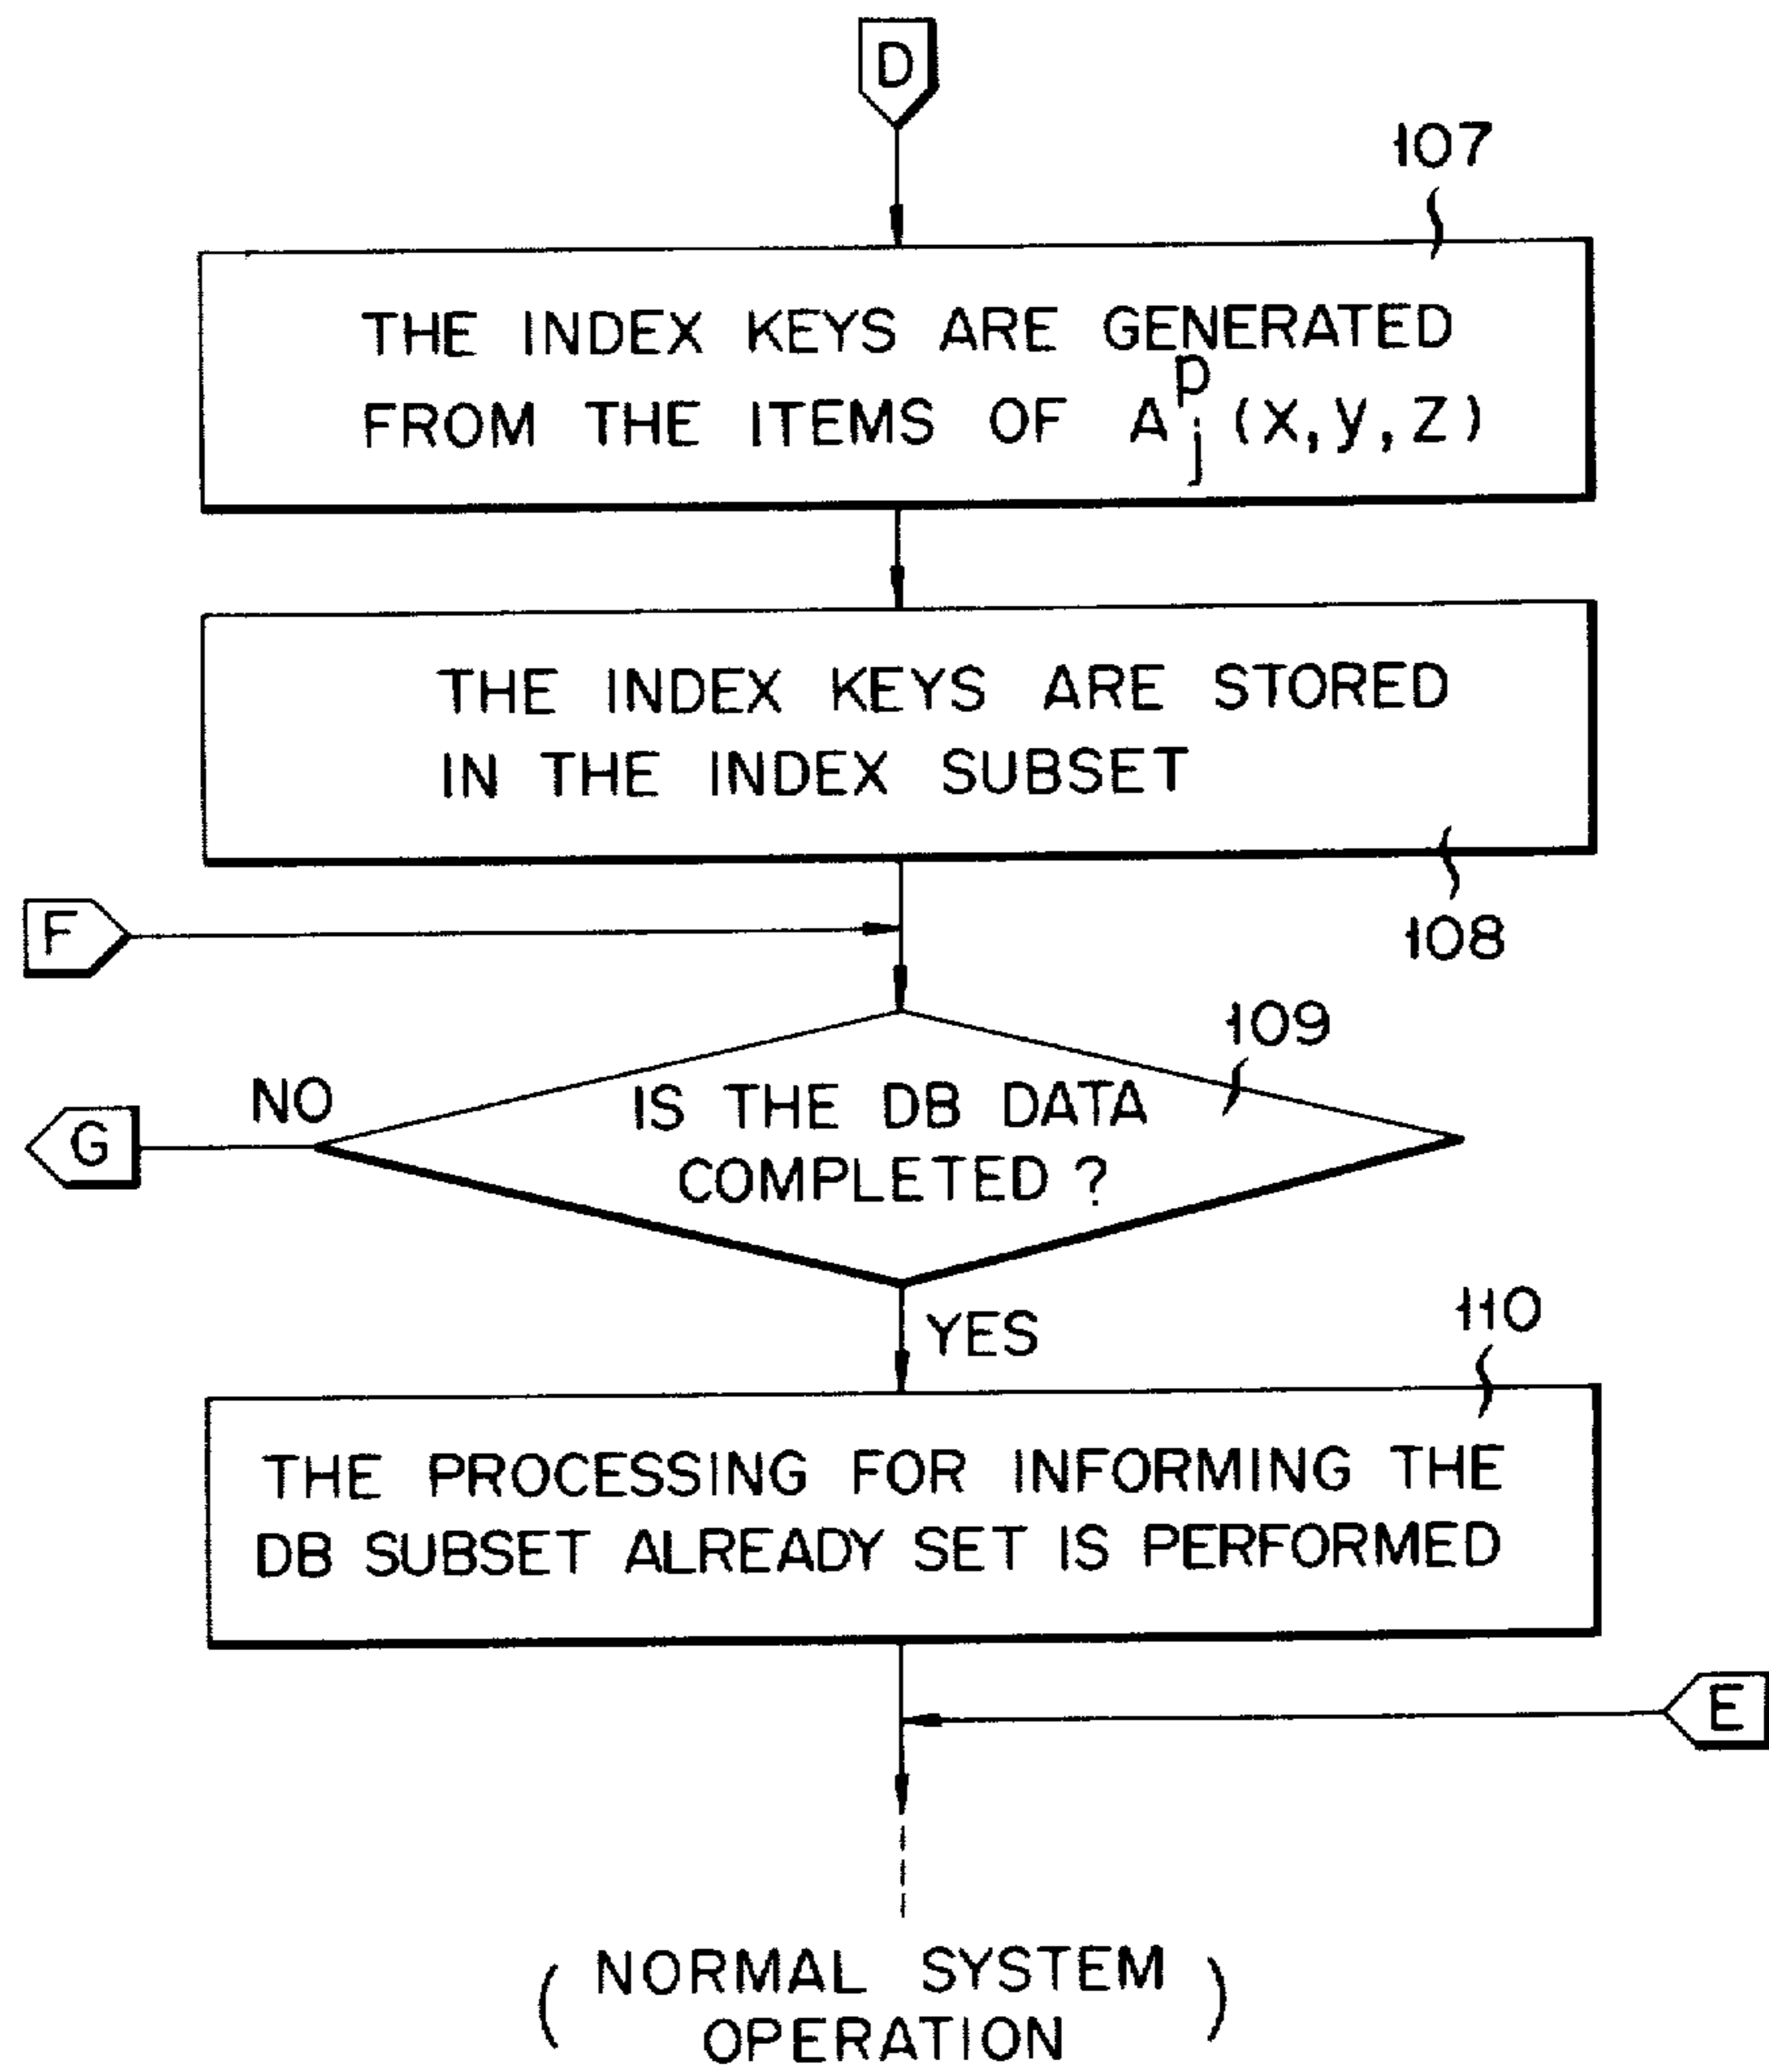 D
107
THE INDEX KEYS ARE GENERATED
FROM THE ITEMS OF A^p_j (X, y, Z)
THE INDEX KEYS ARE STORED
IN THE INDEX SUBSET
108
F
109
NO
G
IS THE DB DATA
COMPLETED ?
YES
110
THE PROCESSING FOR INFORMING THE
DB SUBSET ALREADY SET IS PERFORMED
E
( NORMAL SYSTEM
OPERATION )